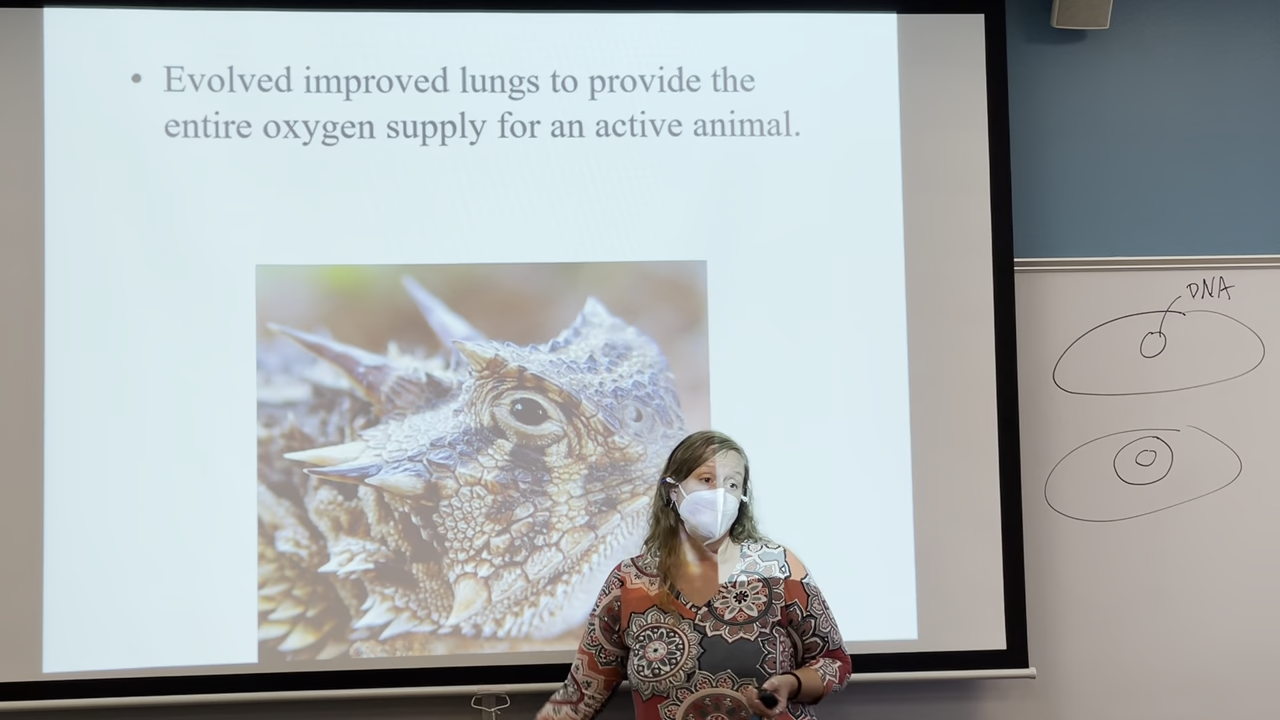 • Evolved improved lungs to provide the
entire oxygen supply for an active animal.
DNA